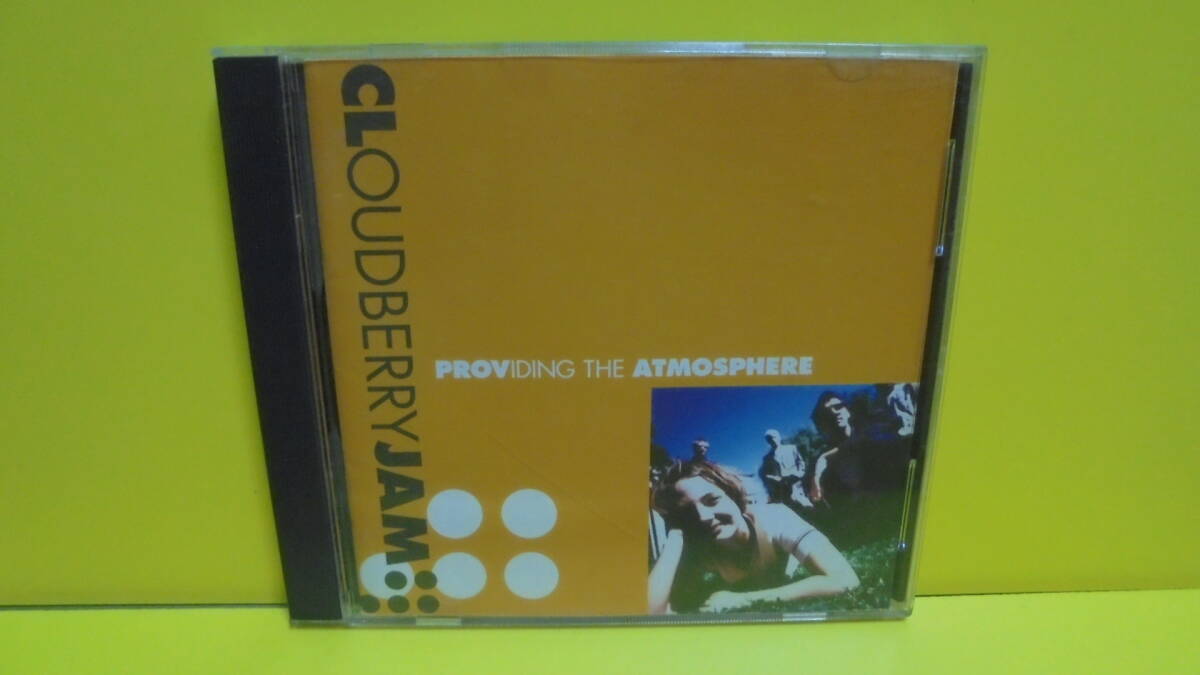 CLOUDBERRYJAM
PROVIDING THE ATMOSPHERE